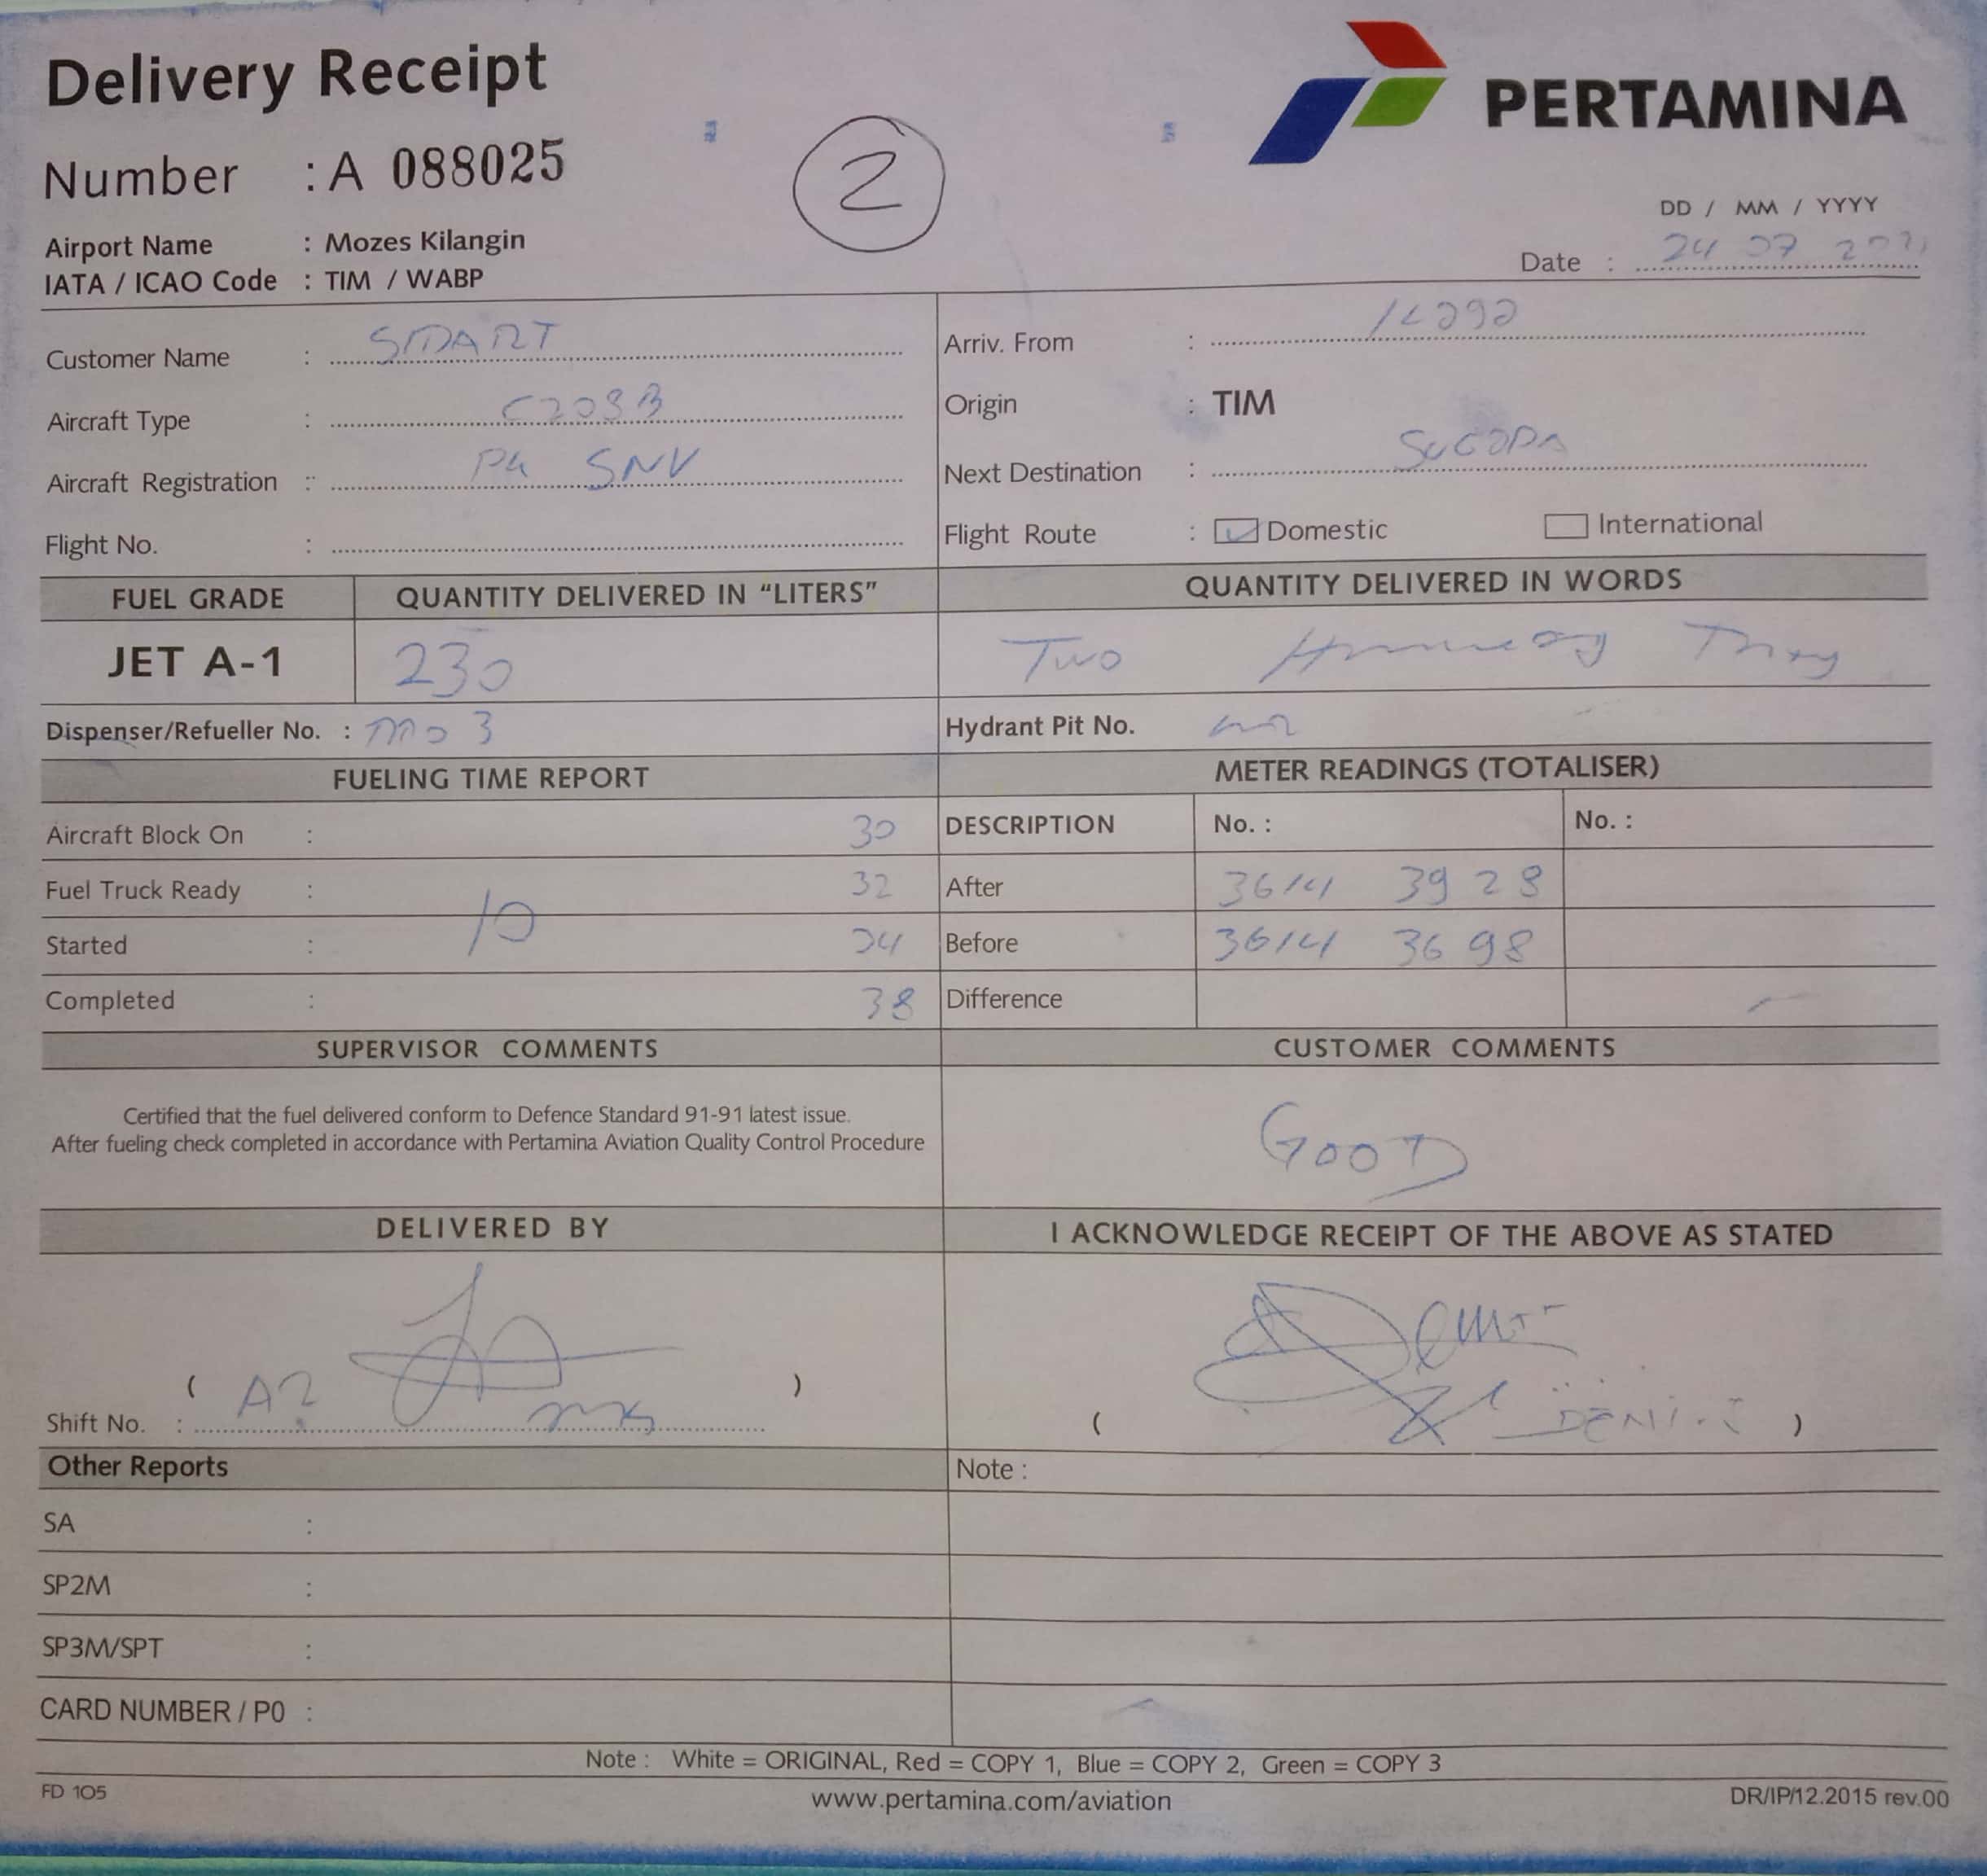 Delivery Receipt
PERTAMINA
Number : A 088025
2
DD / MM / YYYY
Airport Name : Mozes Kilangin
Date : 24 07
IATA / ICAO Code : TIM / WABP
Customer Name : SMART
Arriv. From :
Aircraft Type : C208B
Origin : TIM
Aircraft Registration : PK SNV
Next Destination :
Flight No. :
Flight Route : Domestic International
FUEL GRADE QUANTITY DELIVERED IN "LITERS" QUANTITY DELIVERED IN WORDS
JET A-1 230 Two
Dispenser/Refueller No. : M03 Hydrant Pit No.
FUELING TIME REPORT METER READINGS (TOTALISER)
Aircraft Block On : 30 DESCRIPTION No. : No. :
Fuel Truck Ready : 32 After 3614 3928
10
Started : 34 Before 3614 3698
Completed : 38 Difference
SUPERVISOR COMMENTS CUSTOMER COMMENTS
Certified that the fuel delivered conform to Defence Standard 91-91 latest issue.
After fueling check completed in accordance with Pertamina Aviation Quality Control Procedure
GOOD
DELIVERED BY I ACKNOWLEDGE RECEIPT OF THE ABOVE AS STATED
( A2 )
Shift No. :
( DENI. J )
Other Reports Note :
SA :
SP2M :
SP3M/SPT :
CARD NUMBER / P0 :
Note : White = ORIGINAL, Red = COPY 1, Blue = COPY 2, Green = COPY 3
FD 105 www.pertamina.com/aviation DR/IP/12.2015 rev.00